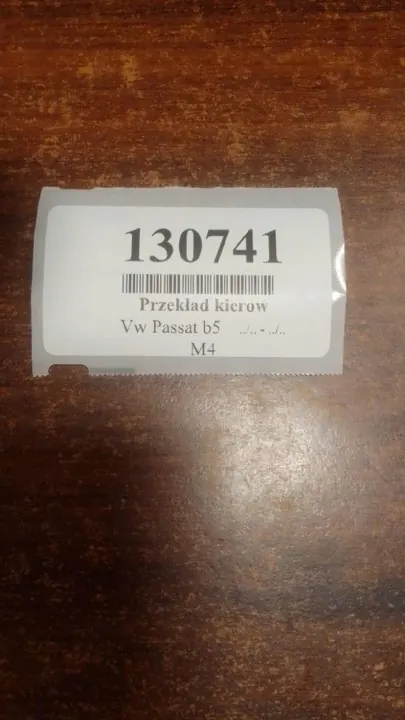 130741
Przekład kierow
Vw Passat b5 ../.. - ../..
M4